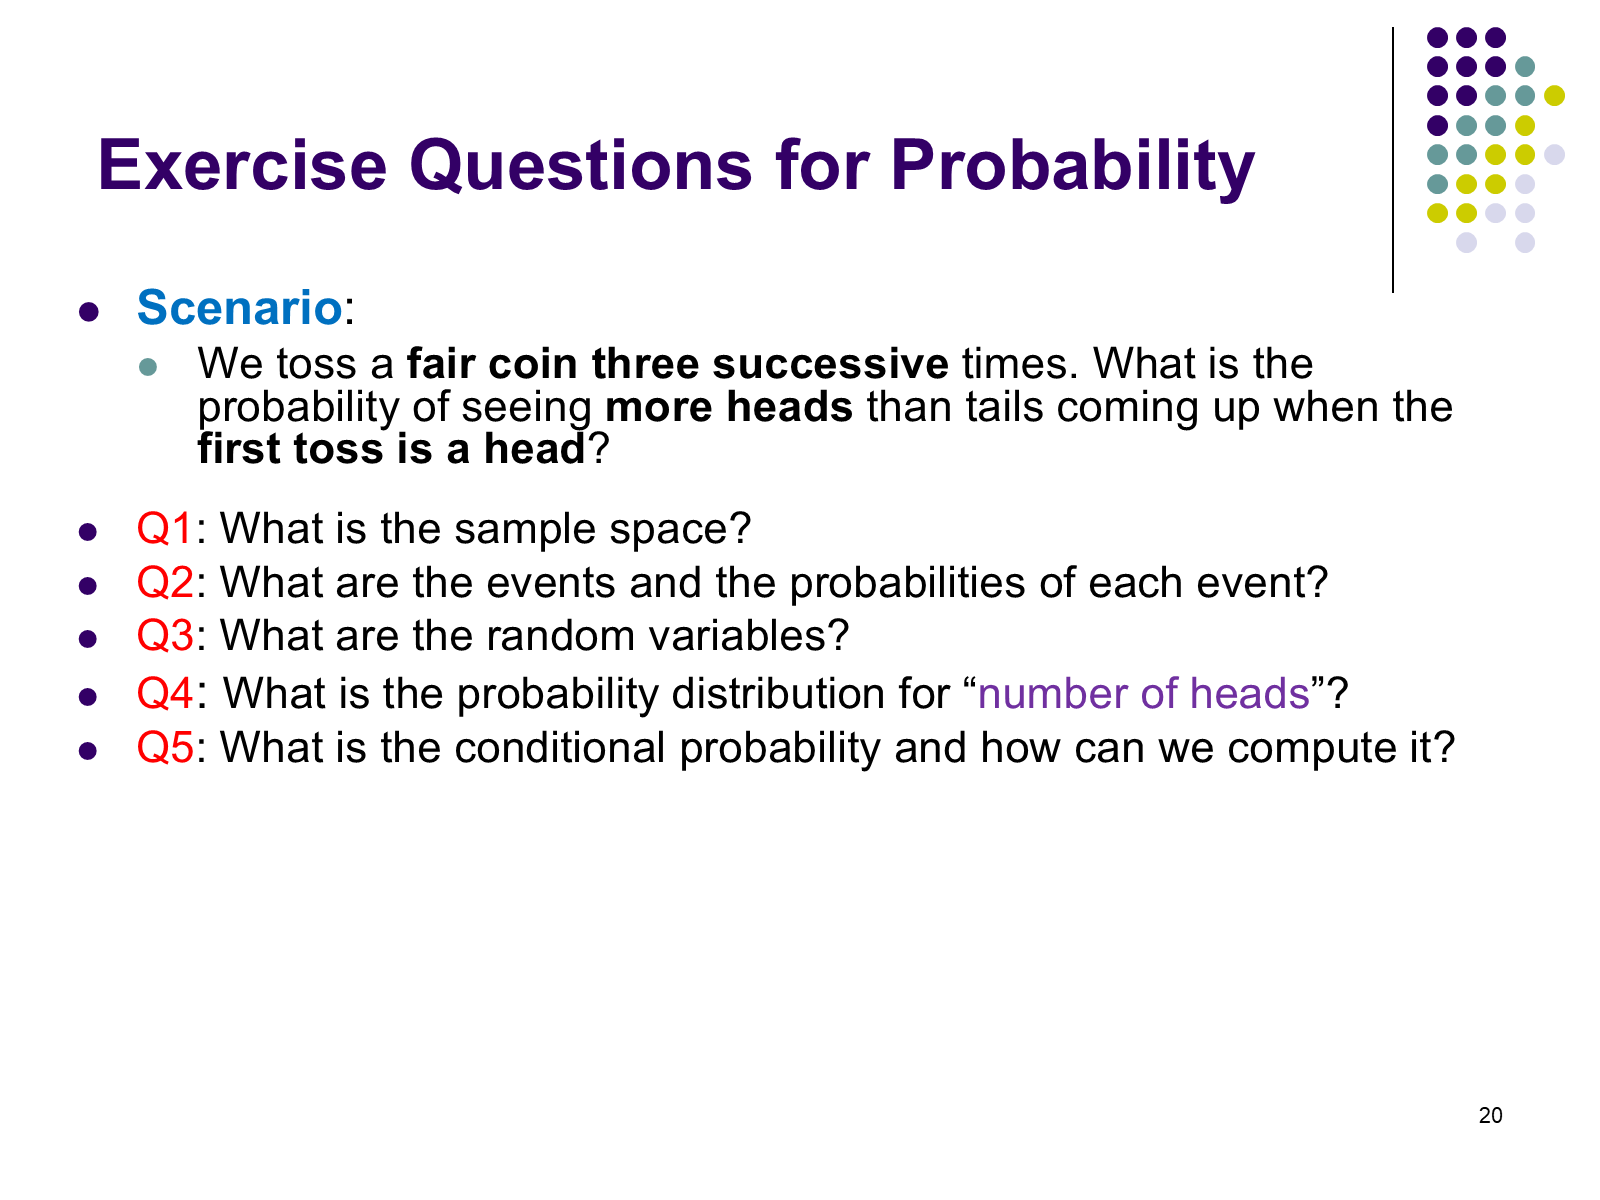 Exercise Questions for Probability
Scenario:
We toss a fair coin three successive times. What is the
probability of seeing more heads than tails coming up when the
first toss is a head?
Q1: What is the sample space?
Q2: What are the events and the probabilities of each event?
Q3: What are the random variables?
Q4: What is the probability distribution for “number of heads”?
Q5: What is the conditional probability and how can we compute it?
20